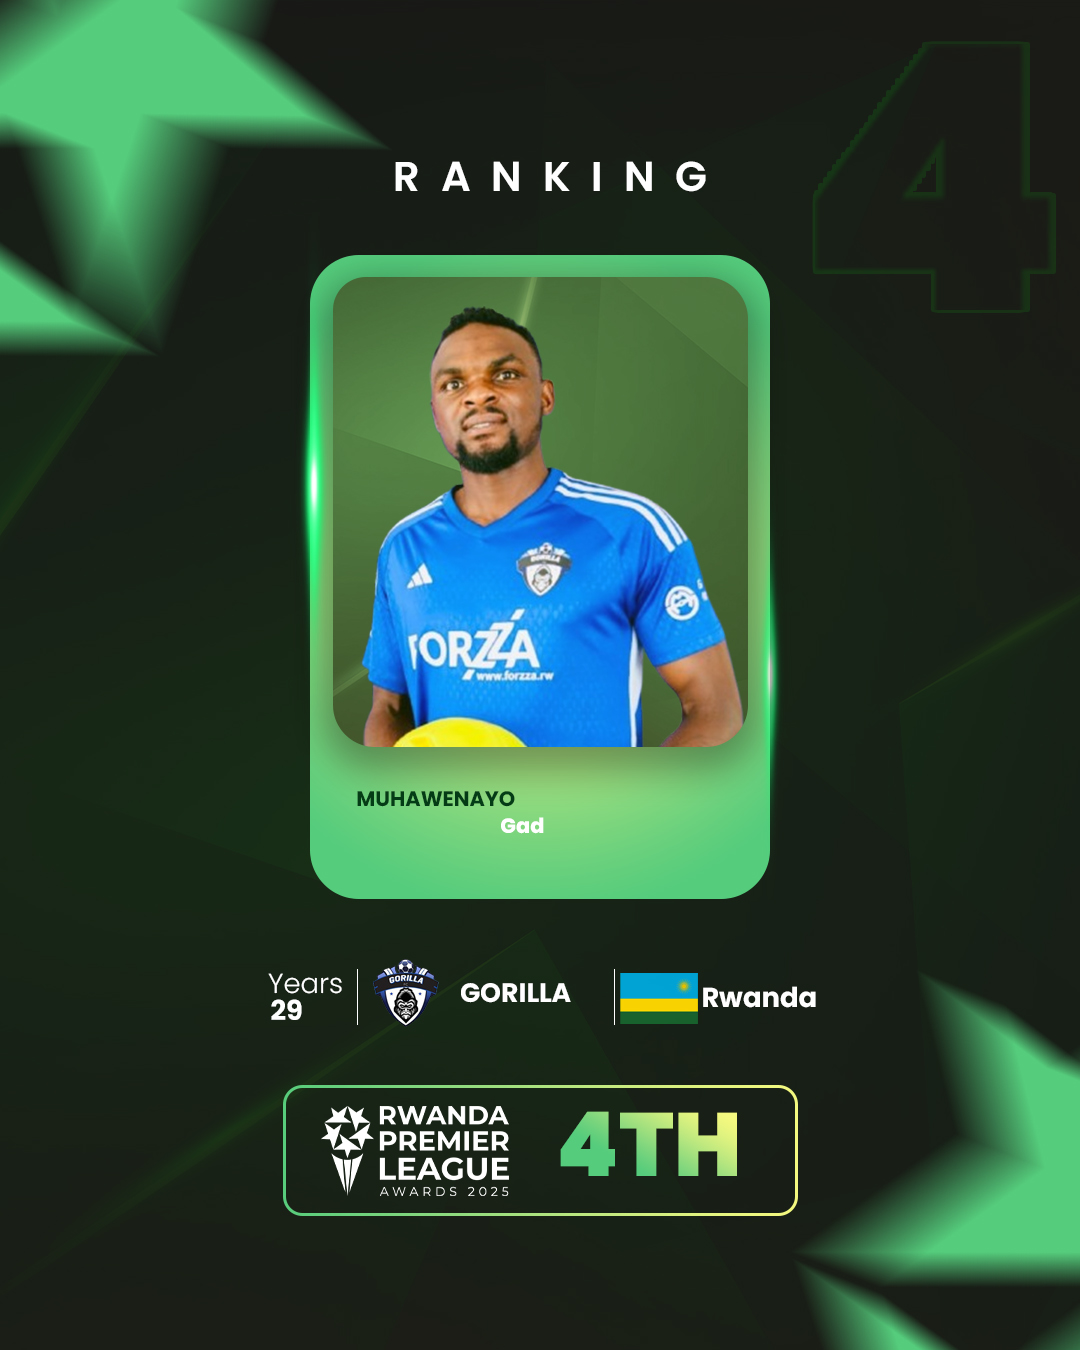 4
RANKING
GORILLA
FORZZA
www.forzza.rw
MUHAWENAYO
Gad
Years
29
GORILLA
GORILLA
Rwanda
RWANDA
PREMIER
LEAGUE
AWARDS 2025
4TH